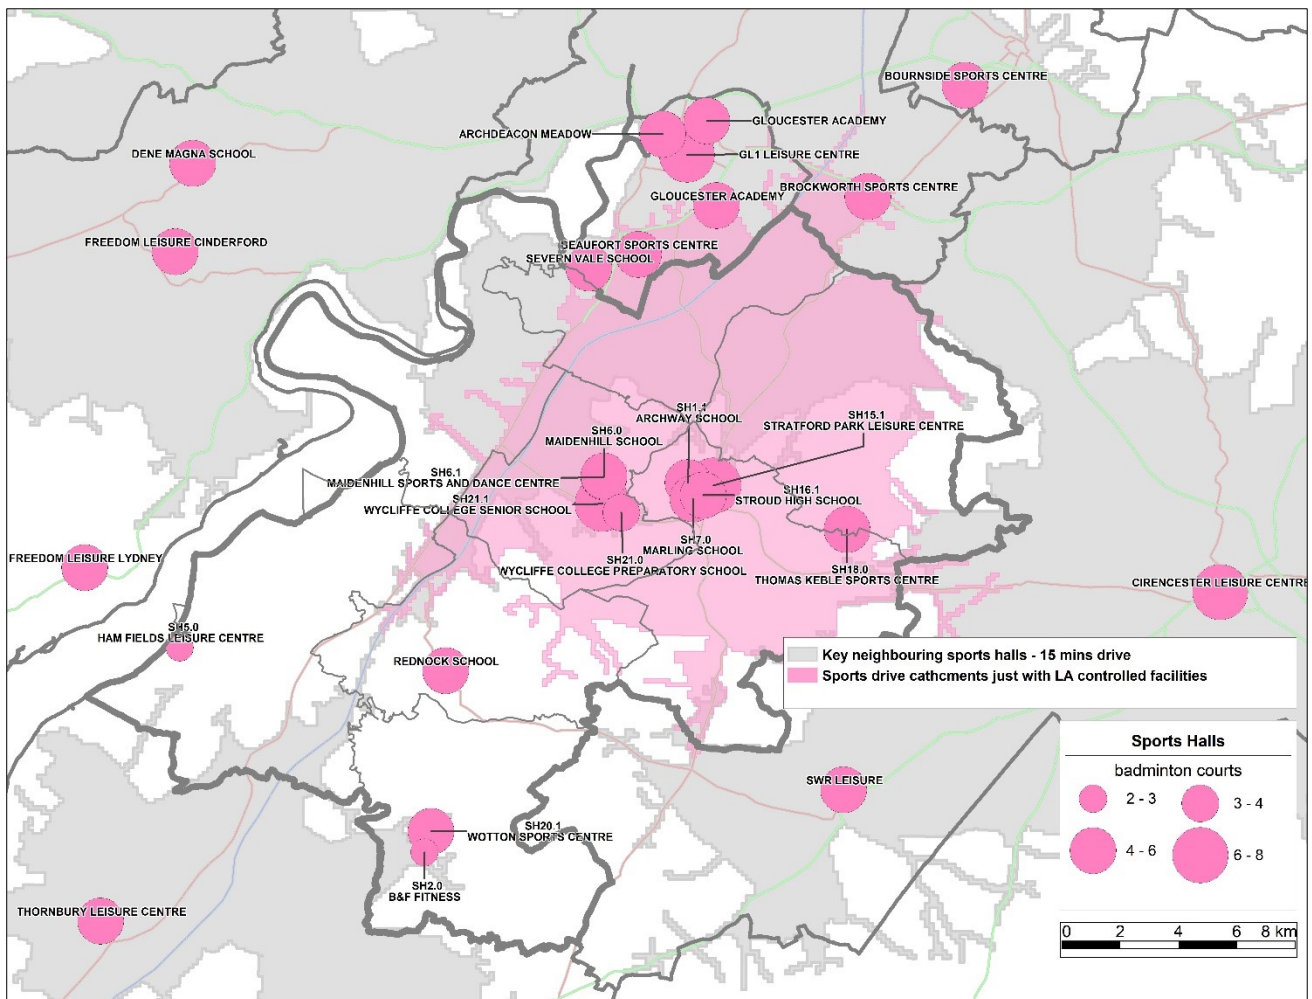 BOURNSIDE SPORTS CENTRE
GLOUCESTER ACADEMY
ARCHDEACON MEADOW
DENE MAGNA SCHOOL
GL1 LEISURE CENTRE
BROCKWORTH SPORTS CENTRE
GLOUCESTER ACADEMY
FREEDOM LEISURE CINDERFORD
SEAUFORT SPORTS CENTRE
SEVERN VALE SCHOOL
SH1.1
ARCHWAY SCHOOL
SH15.1
STRATFORD PARK LEISURE CENTRE
SH6.0
MAIDENHILL SCHOOL
SH6.1
MAIDENHILL SPORTS AND DANCE CENTRE
SH16.1
STROUD HIGH SCHOOL
SH21.1
WYCLIFFE COLLEGE SENIOR SCHOOL
SH7.0
MARLING SCHOOL
SH21.0
WYCLIFFE COLLEGE PREPARATORY SCHOOL
SH18.0
THOMAS KEBLE SPORTS CENTRE
FREEDOM LEISURE LYDNEY
CIRENCESTER LEISURE CENTRE
SH5.0
HAM FIELDS LEISURE CENTRE
REDNOCK SCHOOL
Key neighbouring sports halls - 15 mins drive
Sports drive cathcments just with LA controlled facilities
SWR LEISURE
SH20.1
WOTTON SPORTS CENTRE
SH2.0
B&F FITNESS
THORNBURY LEISURE CENTRE
Sports Halls
badminton courts
2 - 3
3 - 4
4 - 6
6 - 8
0 2 4 6 8 km